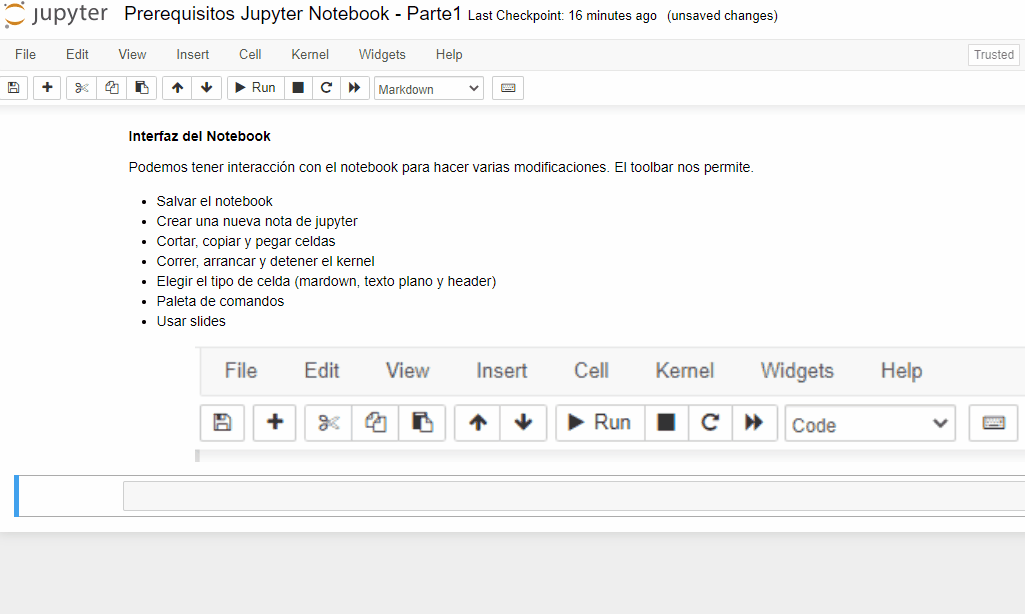 jupyter Prerequisitos Jupyter Notebook - Parte1 Last Checkpoint: 16 minutes ago (unsaved changes)
File Edit View Insert Cell Kernel Widgets Help Trusted
Run Markdown
Interfaz del Notebook
Podemos tener interacción con el notebook para hacer varias modificaciones. El toolbar nos permite.
Salvar el notebook
Crear una nueva nota de jupyter
Cortar, copiar y pegar celdas
Correr, arrancar y detener el kernel
Elegir el tipo de celda (mardown, texto plano y header)
Paleta de comandos
Usar slides
File Edit View Insert Cell Kernel Widgets Help
Run Code